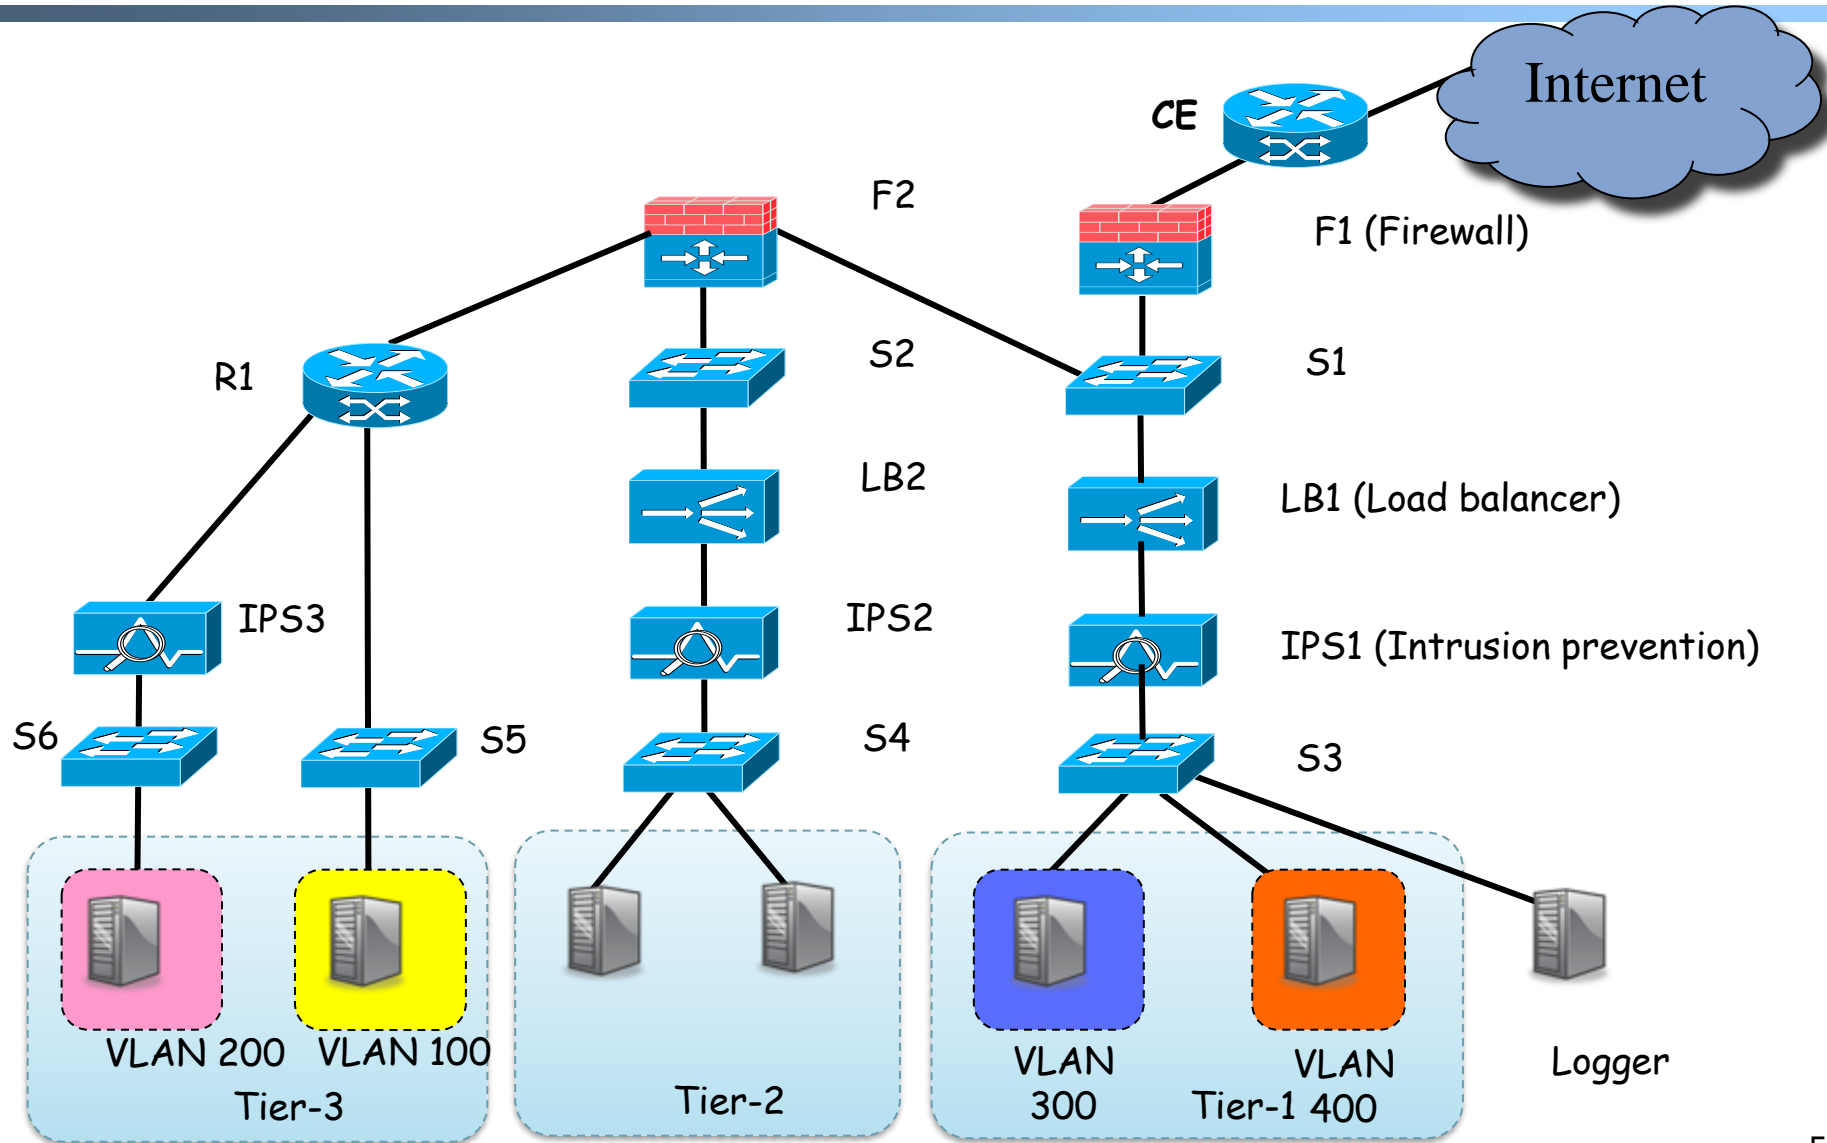 Internet
CE
F2
F1 (Firewall)
S2
S1
R1
LB2
LB1 (Load balancer)
IPS3
IPS2
IPS1 (Intrusion prevention)
S6
S5
S4
S3
VLAN 200
VLAN 100
VLAN
300
VLAN
400
Logger
Tier-3
Tier-2
Tier-1